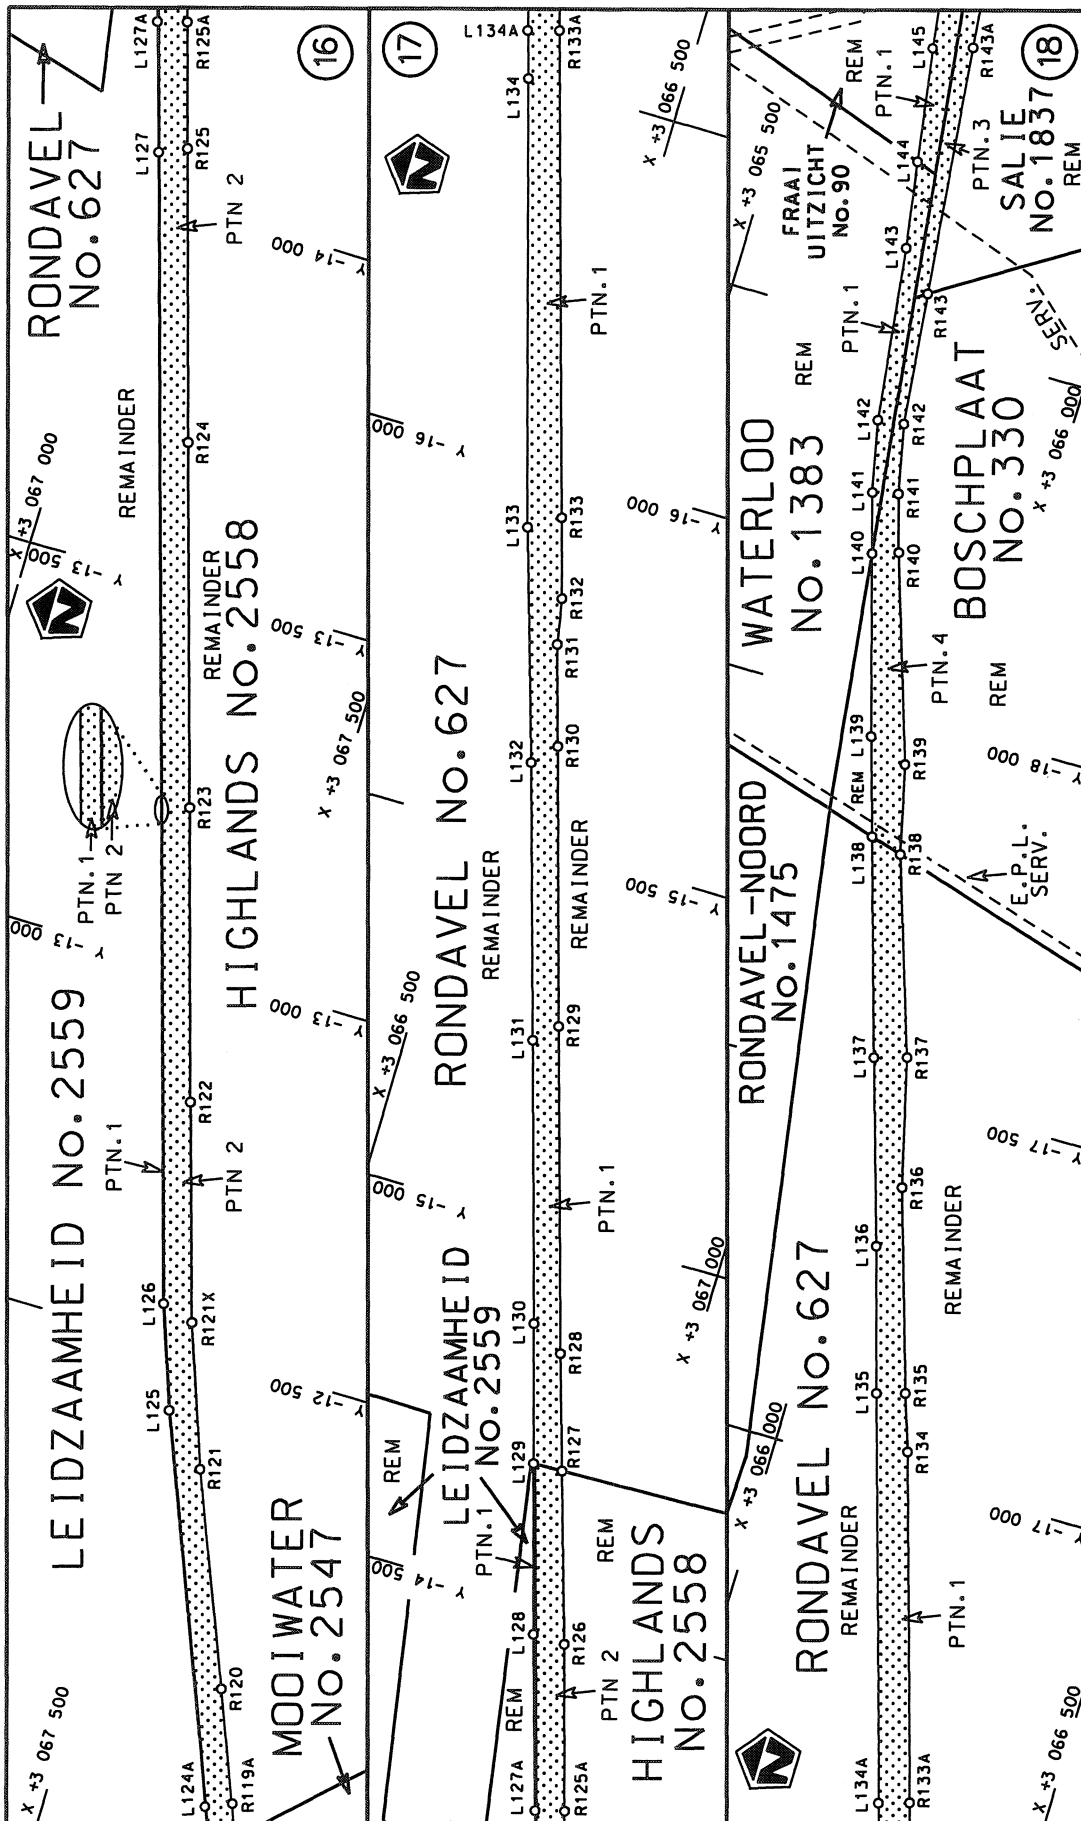 16
RONDAVEL
No.627
L127A
R125A
L127
R125
PTN 2
Y -14 000
REMAINDER
R124
X +3 067 000
Y -13 500
REMAINDER
HIGHLANDS No.2558
N
Y -13 500
X +3 067 500
R123
PTN.1
PTN 2
Y -13 000
LEIDZAAMHEID No.2559
Y -13 000
R122
PTN.1
PTN 2
L126
R121X
L125
R121
Y -12 500
MOOIWATER
No.2547
R120
L124A
R119A
X +3 067 500
17
L134A
R133A
L134
N
X +3 066 500
PTN.1
Y -16 000
L133
R133
Y -16 000
R132
R131
RONDAVEL No.627
REMAINDER
L132
R130
REMAINDER
Y -15 500
X +3 066 500
L131
R129
Y -15 000
PTN.1
X +3 067 000
LEIDZAAMHEID
No.2559
L130
R128
REM
L129
R127
PTN.1
REM
Y -14 500
HIGHLANDS
No.2558
L128
R126
REM
PTN 2
L127A
R125A
18
L145
R143A
REM
PTN.1
X +3 065 500
FRAAI
UITZICHT
No.90
L144
PTN.3
SALIE
No.1837
REM
L143
R143
PTN.1
SERV.
REM
L142
R142
BOSCHPLAAT
No.330
X +3 066 000
WATERLOO
No.1383
L141
R141
L140
R140
PTN.4
REM
L139
R139
Y -18 000
REM
L138
R138
E.P.L.
SERV.
RONDAVEL-NOORD
No.1475
L137
R137
Y -17 500
R136
L136
REMAINDER
RONDAVEL No.627
REMAINDER
L135
R135
X +3 066 000
R134
Y -17 000
PTN.1
N
L134A
R133A
X +3 066 500